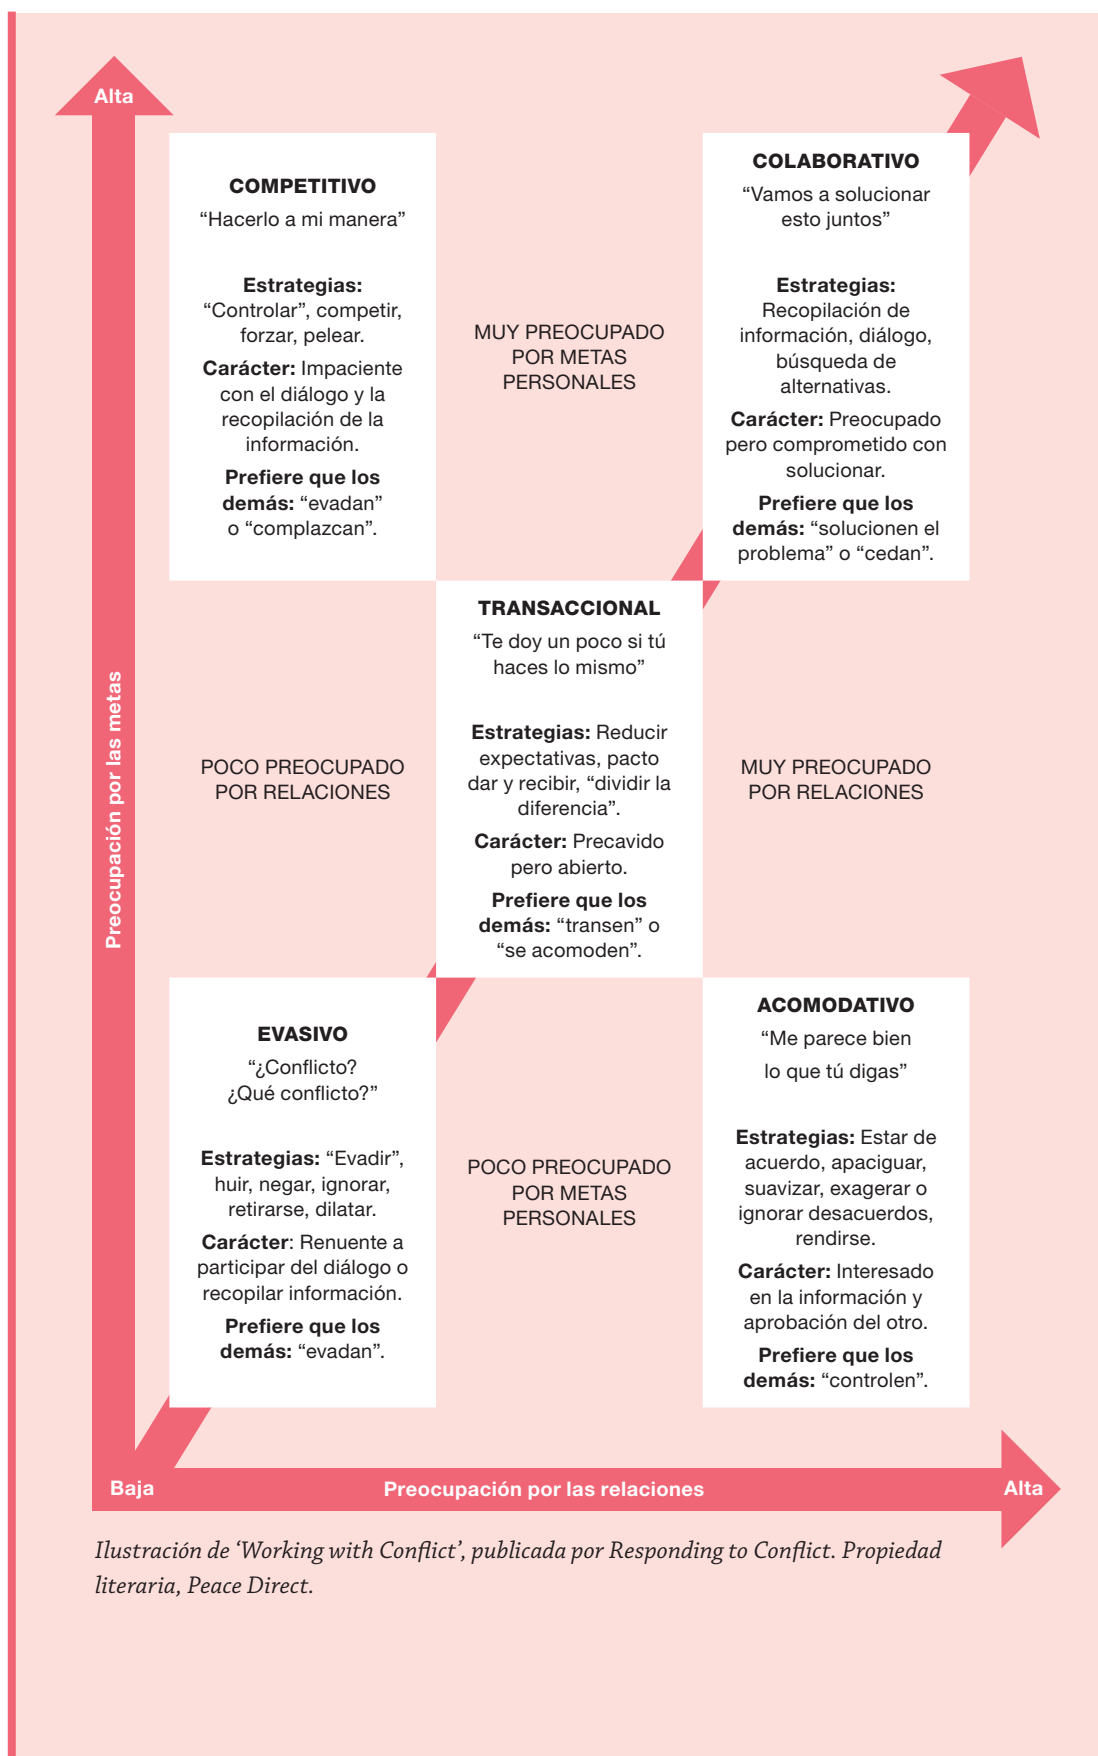 Alta
COMPETITIVO
“Hacerlo a mi manera”
Estrategias:
“Controlar”, competir,
forzar, pelear.
Carácter: Impaciente
con el diálogo y la
recopilación de la
información.
Prefiere que los
demás: “evadan”
o “complazcan”.
MUY PREOCUPADO
POR METAS
PERSONALES
COLABORATIVO
“Vamos a solucionar
esto juntos”
Estrategias:
Recopilación de
información, diálogo,
búsqueda de
alternativas.
Carácter: Preocupado
pero comprometido con
solucionar.
Prefiere que los
demás: “solucionen el
problema” o “cedan”.
Preocupación por las metas
POCO PREOCUPADO
POR RELACIONES
TRANSACCIONAL
“Te doy un poco si tú
haces lo mismo”
Estrategias: Reducir
expectativas, pacto
dar y recibir, “dividir la
diferencia”.
Carácter: Precavido
pero abierto.
Prefiere que los
demás: “transen” o
“se acomoden”.
MUY PREOCUPADO
POR RELACIONES
EVASIVO
“¿Conflicto?
¿Qué conflicto?”
Estrategias: “Evadir”,
huir, negar, ignorar,
retirarse, dilatar.
Carácter: Renuente a
participar del diálogo o
recopilar información.
Prefiere que los
demás: “evadan”.
POCO PREOCUPADO
POR METAS
PERSONALES
ACOMODATIVO
“Me parece bien
lo que tú digas”
Estrategias: Estar de
acuerdo, apaciguar,
suavizar, exagerar o
ignorar desacuerdos,
rendirse.
Carácter: Interesado
en la información y
aprobación del otro.
Prefiere que los
demás: “controlen”.
Baja
Preocupación por las relaciones
Alta
Ilustración de ‘Working with Conflict’, publicada por Responding to Conflict. Propiedad
literaria, Peace Direct.